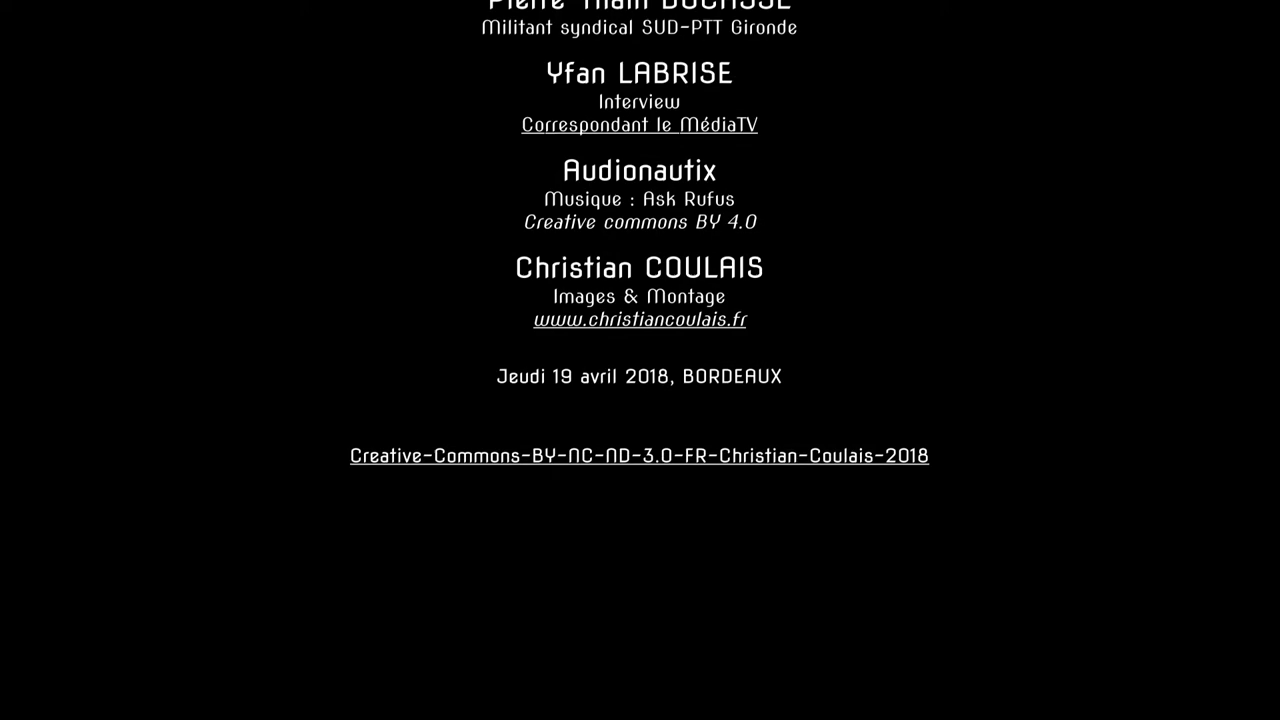 Militant syndical SUD-PTT Gironde
Yfan LABRISE
Interview
Correspondant le MédiaTV
Audionautix
Musique : Ask Rufus
Creative commons BY 4.0
Christian COULAIS
Images & Montage
www.christiancoulais.fr
Jeudi 19 avril 2018, BORDEAUX
Creative-Commons-BY-NC-ND-3.0-FR-Christian-Coulais-2018